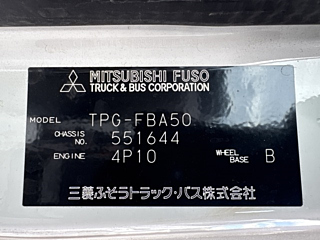 MITSUBISHI FUSO
TRUCK & BUS CORPORATION
MODEL TPG-FBA50
CHASSIS NO. 551644
ENGINE 4P10 WHEEL BASE B
三菱ふそうトラック・バス株式会社